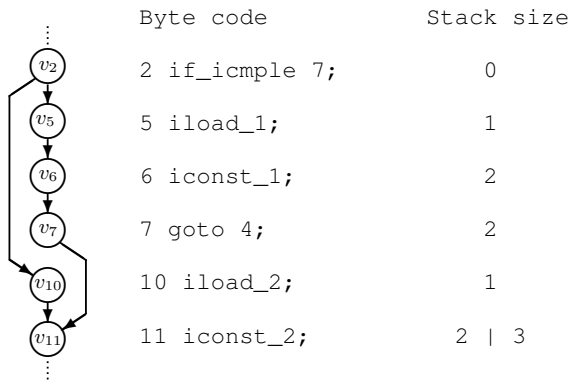 Byte code Stack size
v2 2 if_icmple 7; 0
v5 5 iload_1; 1
v6 6 iconst_1; 2
v7 7 goto 4; 2
v10 10 iload_2; 1
v11 11 iconst_2; 2 | 3